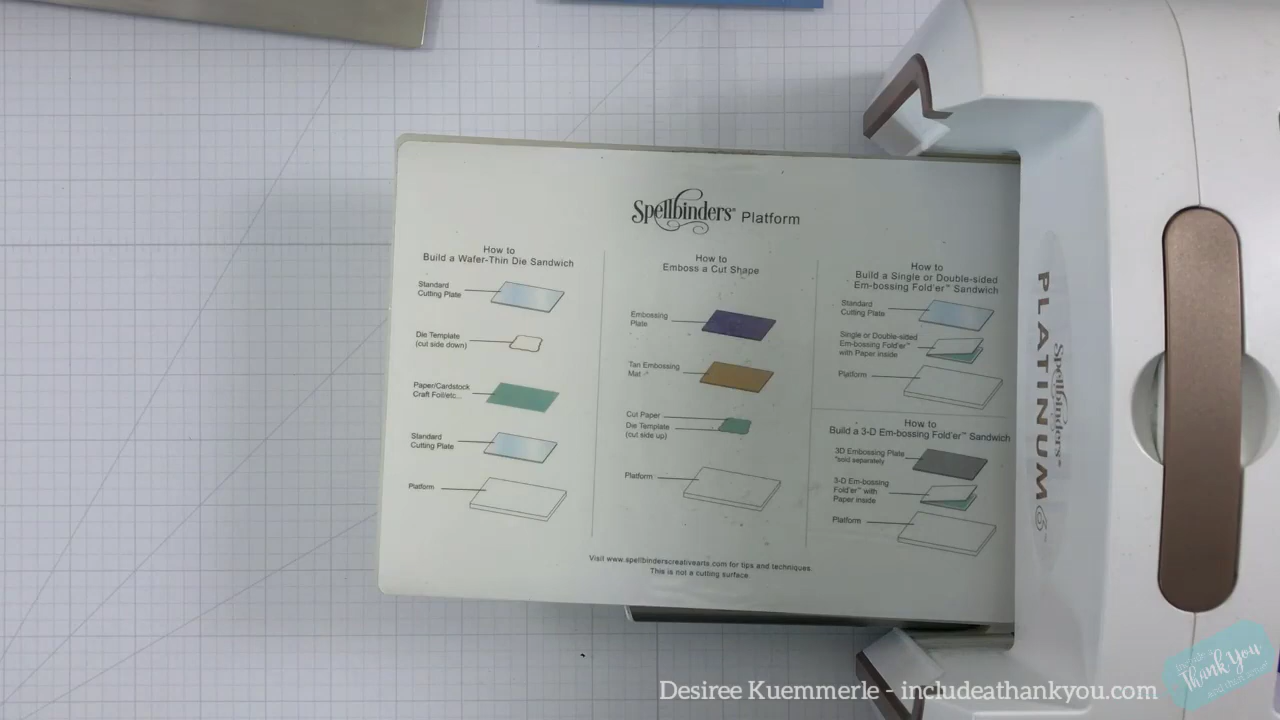 Spellbinders® Platform
How to
Build a Wafer-Thin Die Sandwich
Standard
Cutting Plate
Die Template
(cut side down)
Paper/Cardstock
Craft Foil/etc...
Standard
Cutting Plate
Platform
How to
Emboss a Cut Shape
Embossing
Plate
Tan Embossing
Mat
Cut Paper
Die Template
(cut side up)
Platform
How to
Build a Single or Double-sided
Em-bossing Fold'er™ Sandwich
Standard
Cutting Plate
Single or Double-sided
Em-bossing Fold'er™
with Paper inside
Platform
How to
Build a 3-D Em-bossing Fold'er™ Sandwich
3D Embossing Plate
*sold separately
3-D Em-bossing
Fold'er™ with
Paper inside
Platform
Visit www.spellbinderscreativearts.com for tips and techniques.
This is not a cutting surface.
Spellbinders®
PLATINUM 6
Thank You
Desiree Kuemmerle - includeathankyou.com